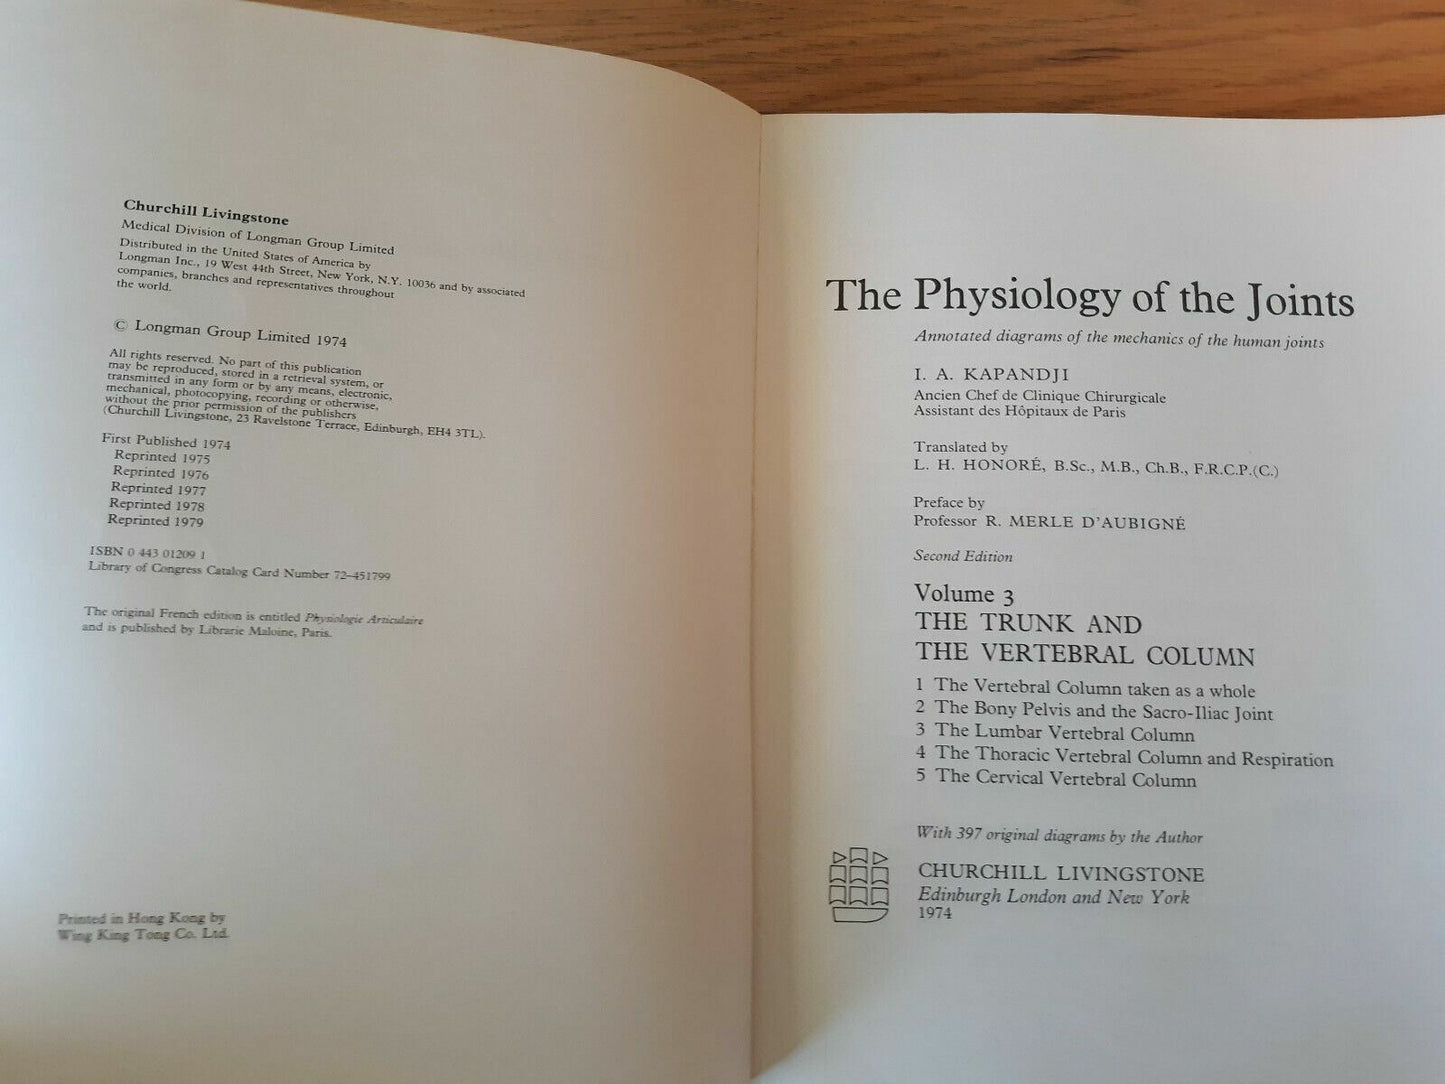 Churchill Livingstone
Medical Division of Longman Group Limited
Distributed in the United States of America by
Longman Inc., 19 West 44th Street, New York, N.Y. 10036 and by associated
companies, branches and representatives throughout
the world.
© Longman Group Limited 1974
All rights reserved. No part of this publication
may be reproduced, stored in a retrieval system, or
transmitted in any form or by any means, electronic,
mechanical, photocopying, recording or otherwise,
without the prior permission of the publishers
(Churchill Livingstone, 23 Ravelstone Terrace, Edinburgh, EH4 3TL).
First Published 1974
Reprinted 1975
Reprinted 1976
Reprinted 1977
Reprinted 1978
Reprinted 1979
ISBN 0 443 01209 1
Library of Congress Catalog Card Number 72–451799
The original French edition is entitled Physiologie Articulaire
and is published by Librarie Maloine, Paris.
Printed in Hong Kong by
Wing King Tong Co. Ltd.
The Physiology of the Joints
Annotated diagrams of the mechanics of the human joints
I. A. KAPANDJI
Ancien Chef de Clinique Chirurgicale
Assistant des Hôpitaux de Paris
Translated by
L. H. HONORÉ, B.Sc., M.B., Ch.B., F.R.C.P.(C.)
Preface by
Professor R. MERLE D'AUBIGNÉ
Second Edition
Volume 3
THE TRUNK AND
THE VERTEBRAL COLUMN
1 The Vertebral Column taken as a whole
2 The Bony Pelvis and the Sacro-Iliac Joint
3 The Lumbar Vertebral Column
4 The Thoracic Vertebral Column and Respiration
5 The Cervical Vertebral Column
With 397 original diagrams by the Author
CHURCHILL LIVINGSTONE
Edinburgh London and New York
1974